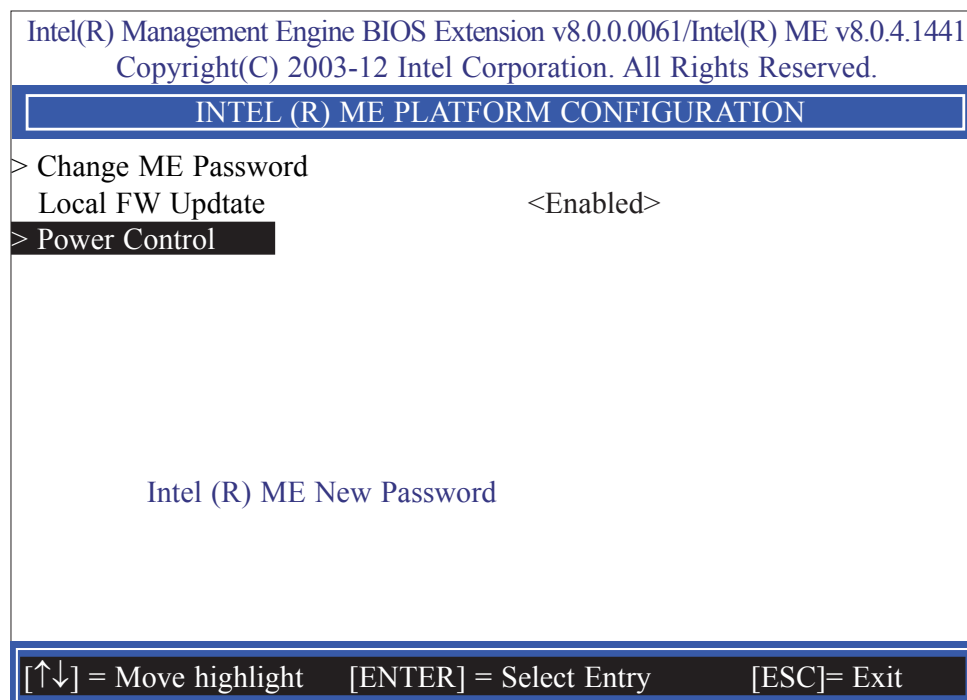 Intel(R) Management Engine BIOS Extension v8.0.0.0061/Intel(R) ME v8.0.4.1441
Copyright(C) 2003-12 Intel Corporation. All Rights Reserved.
INTEL (R) ME PLATFORM CONFIGURATION
> Change ME Password
Local FW Updtate <Enabled>
> Power Control
Intel (R) ME New Password
[↑↓] = Move highlight [ENTER] = Select Entry [ESC]= Exit